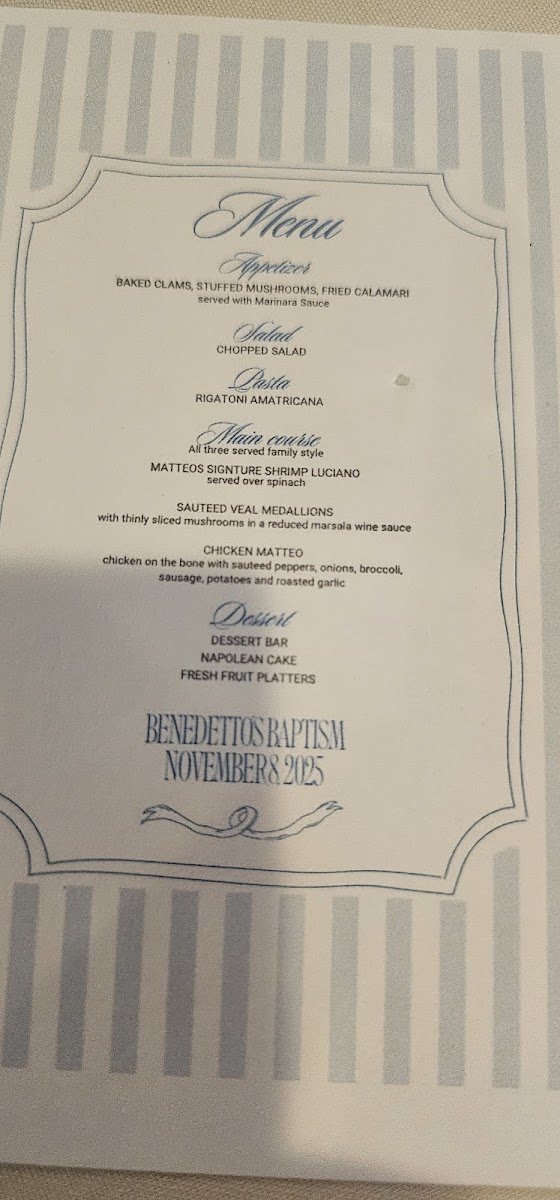 Menu
Appetizer
BAKED CLAMS, STUFFED MUSHROOMS, FRIED CALAMARI
served with Marinara Sauce
Salad
CHOPPED SALAD
Pasta
RIGATONI AMATRICANA
Main course
All three served family style
MATTEOS SIGNTURE SHRIMP LUCIANO
served over spinach
SAUTEED VEAL MEDALLIONS
with thinly sliced mushrooms in a reduced marsala wine sauce
CHICKEN MATTEO
chicken on the bone with sauteed peppers, onions, broccoli,
sausage, potatoes and roasted garlic
Dessert
DESSERT BAR
NAPOLEAN CAKE
FRESH FRUIT PLATTERS
BENEDETTO'S BAPTISM
NOVEMBER 8, 2025